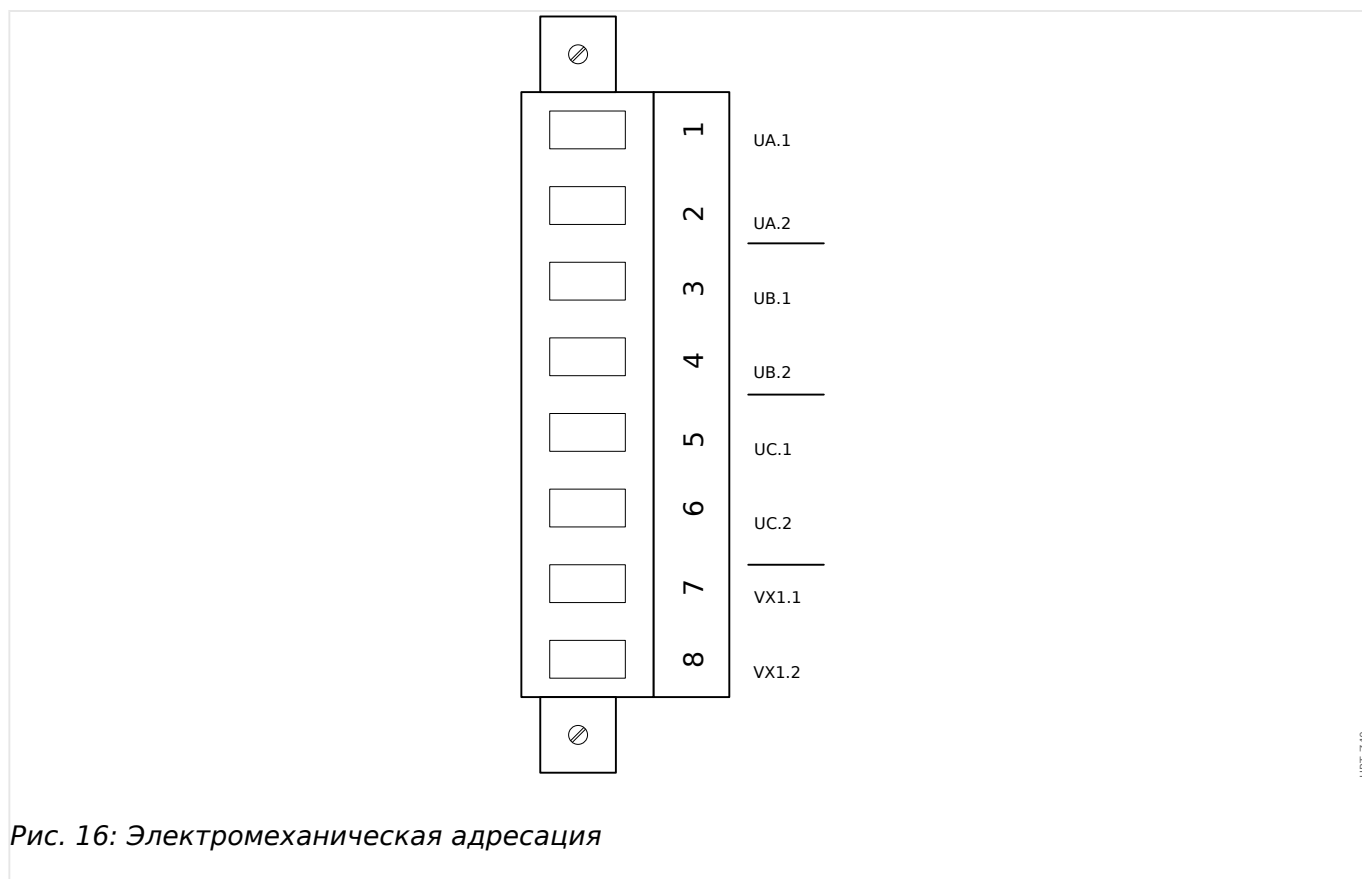 1 UA.1
2 UA.2
3 UB.1
4 UB.2
5 UC.1
6 UC.2
7 VX1.1
8 VX1.2
Рис. 16: Электромеханическая адресация